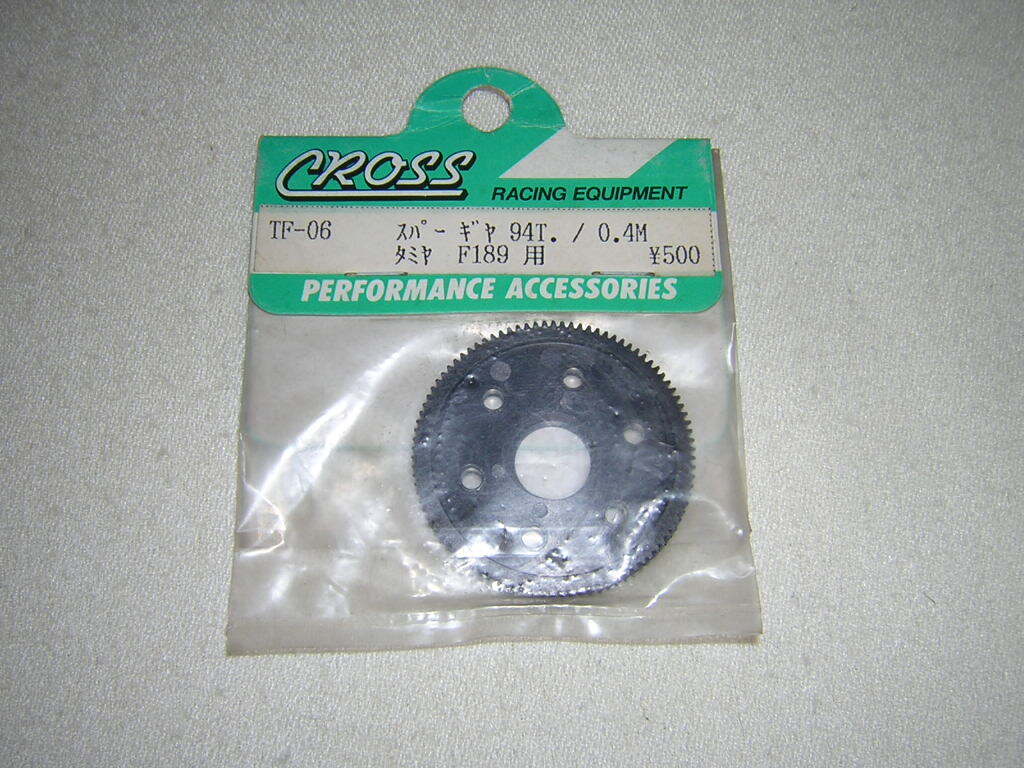 CROSS
RACING EQUIPMENT
TF-06 ｽﾊﾟｰ ｷﾞﾔ 94T. / 0.4M
ﾀﾐﾔ F189 用 ¥500
PERFORMANCE ACCESSORIES